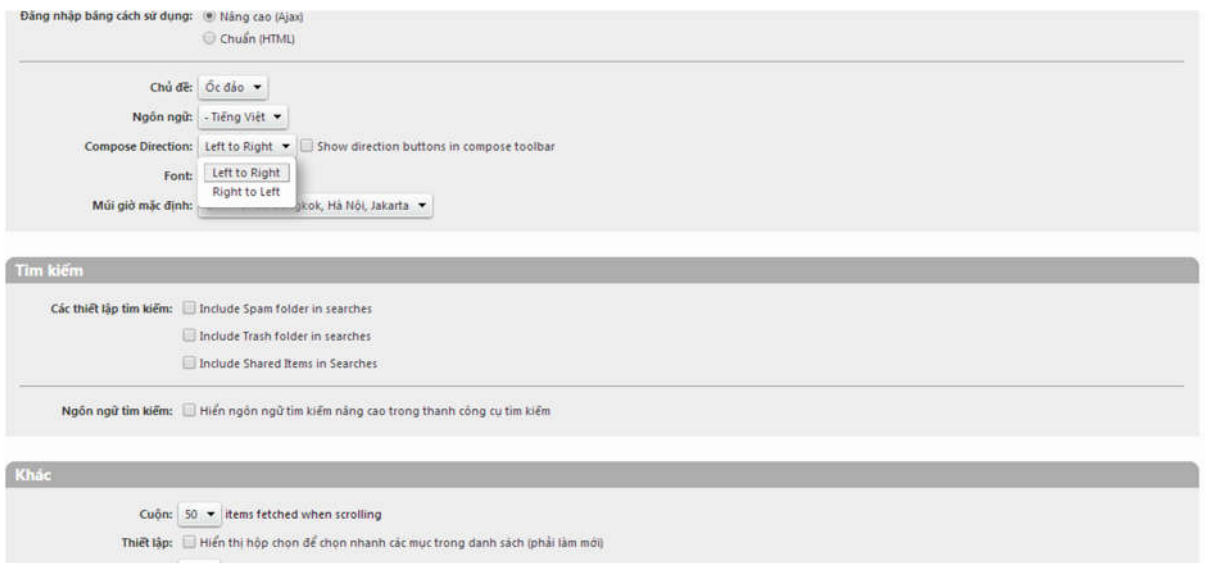 Đăng nhập bằng cách sử dụng: Nâng cao (Ajax)
Chuẩn (HTML)
Chủ đề: Ốc đảo
Ngôn ngữ: - Tiếng Việt
Compose Direction: Left to Right Show direction buttons in compose toolbar
Font: Left to Right
Right to Left
Múi giờ mặc định: Hà Nội, Jakarta
Tìm kiếm
Các thiết lập tìm kiếm: Include Spam folder in searches
Include Trash folder in searches
Include Shared Items in Searches
Ngôn ngữ tìm kiếm: Hiển ngôn ngữ tìm kiếm nâng cao trong thanh công cụ tìm kiếm
Khác
Cuộn: 50 items fetched when scrolling
Thiết lập: Hiển thị hộp chọn để chọn nhanh các mục trong danh sách (phải làm mới)